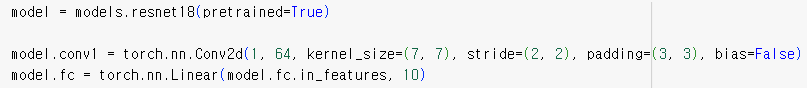 model = models.resnet18(pretrained=True)
model.conv1 = torch.nn.Conv2d(1, 64, kernel_size=(7, 7), stride=(2, 2), padding=(3, 3), bias=False)
model.fc = torch.nn.Linear(model.fc.in_features, 10)